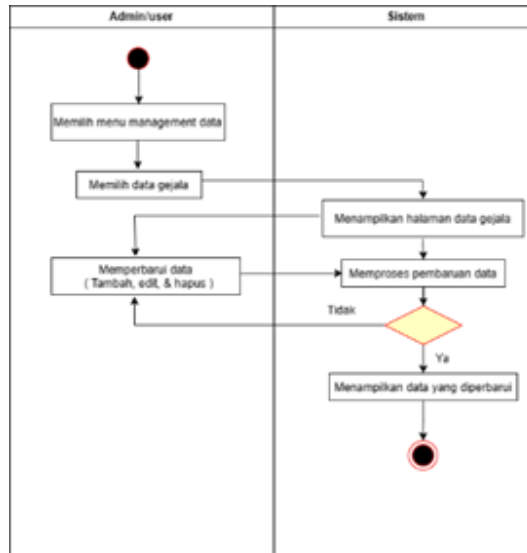 Admin/user
Sistem
Memilih menu management data
Memilih data gejala
Menampilkan halaman data gejala
Memperbarui data
( Tambah, edit, & hapus )
Memproses pembaruan data
Tidak
Ya
Menampilkan data yang diperbarui